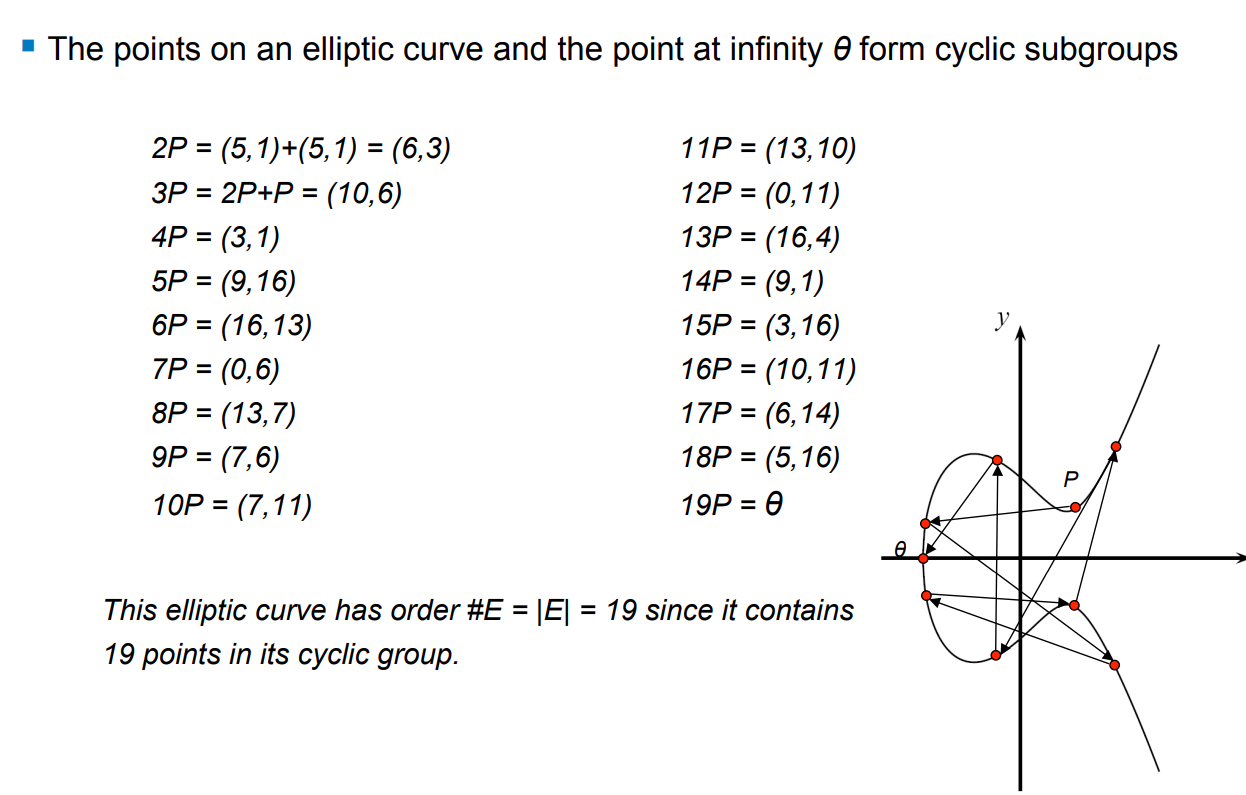 The points on an elliptic curve and the point at infinity θ form cyclic subgroups
2P = (5,1)+(5,1) = (6,3)
3P = 2P+P = (10,6)
4P = (3,1)
5P = (9,16)
6P = (16,13)
7P = (0,6)
8P = (13,7)
9P = (7,6)
10P = (7,11)
11P = (13,10)
12P = (0,11)
13P = (16,4)
14P = (9,1)
15P = (3,16)
16P = (10,11)
17P = (6,14)
18P = (5,16)
19P = θ
y
P
θ
This elliptic curve has order #E = |E| = 19 since it contains
19 points in its cyclic group.